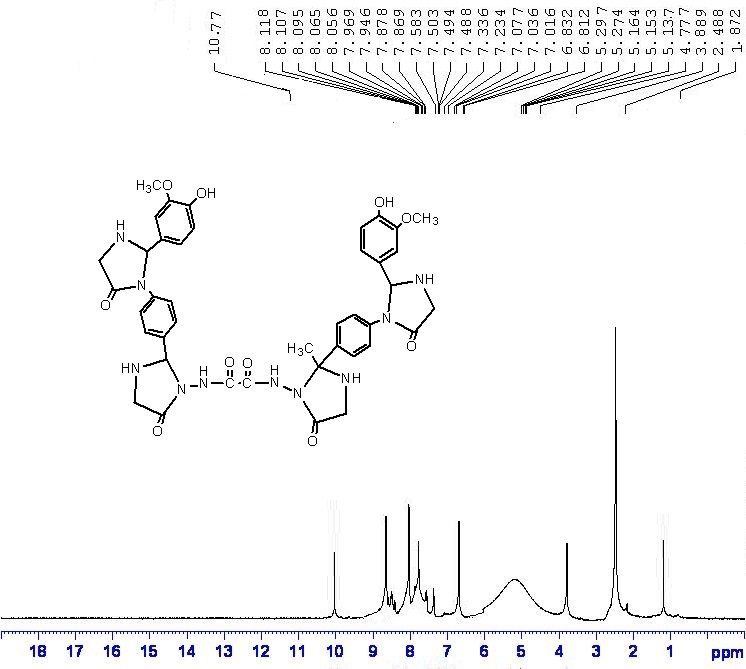 10.77 8.118 8.107 8.095 8.065 8.056 7.969 7.946 7.878 7.869 7.583 7.503 7.494 7.488 7.336 7.234 7.077 7.036 7.016 6.832 6.812 5.297 5.274 5.164 5.153 5.137 4.777 3.889 2.488 1.872
H3CO OH
OH
HN
OCH3
NH
N
N
O
O
H3C
HN
O O
NH
N NH C C NH N
O
O
18 17 16 15 14 13 12 11 10 9 8 7 6 5 4 3 2 1 ppm